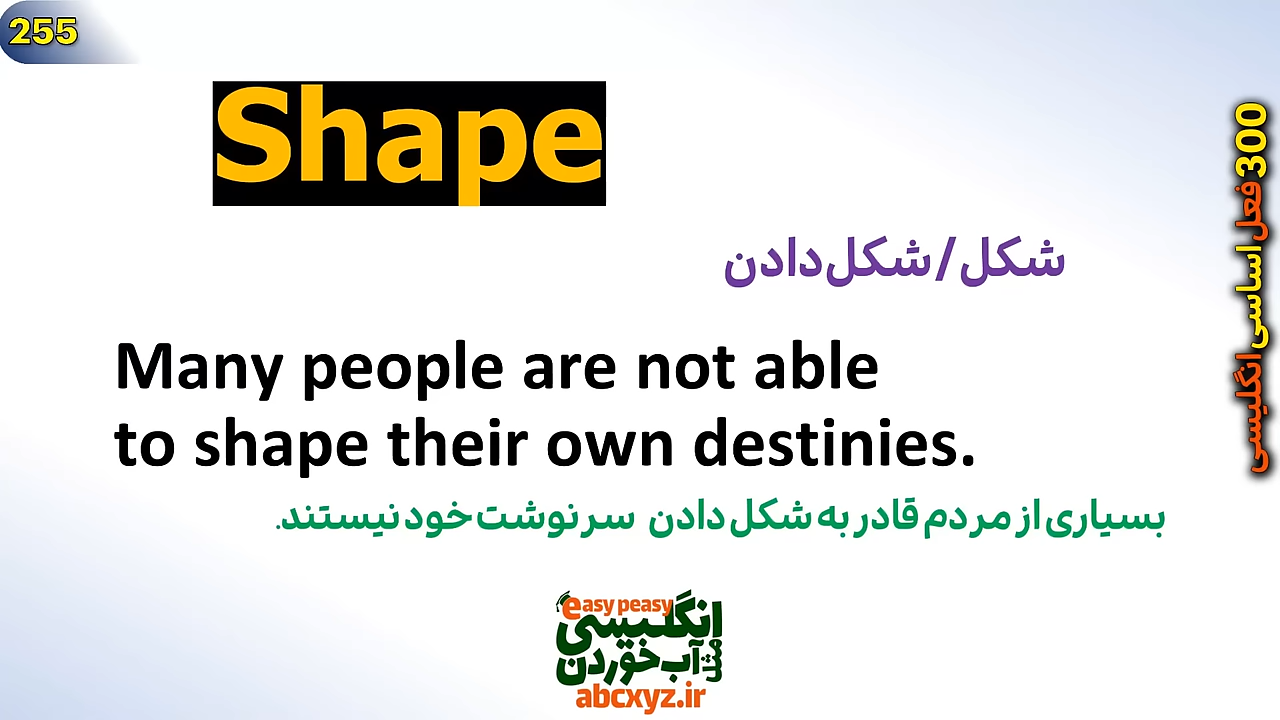 255
Shape
شکل / شکل دادن
300 فعل اساسی انگلیسی
Many people are not able
to shape their own destinies.
بسیاری از مردم قادر به شکل دادن سرنوشت خود نیستند.
easy peasy
انگلیسی
مثل آب خوردن
abcxyz.ir